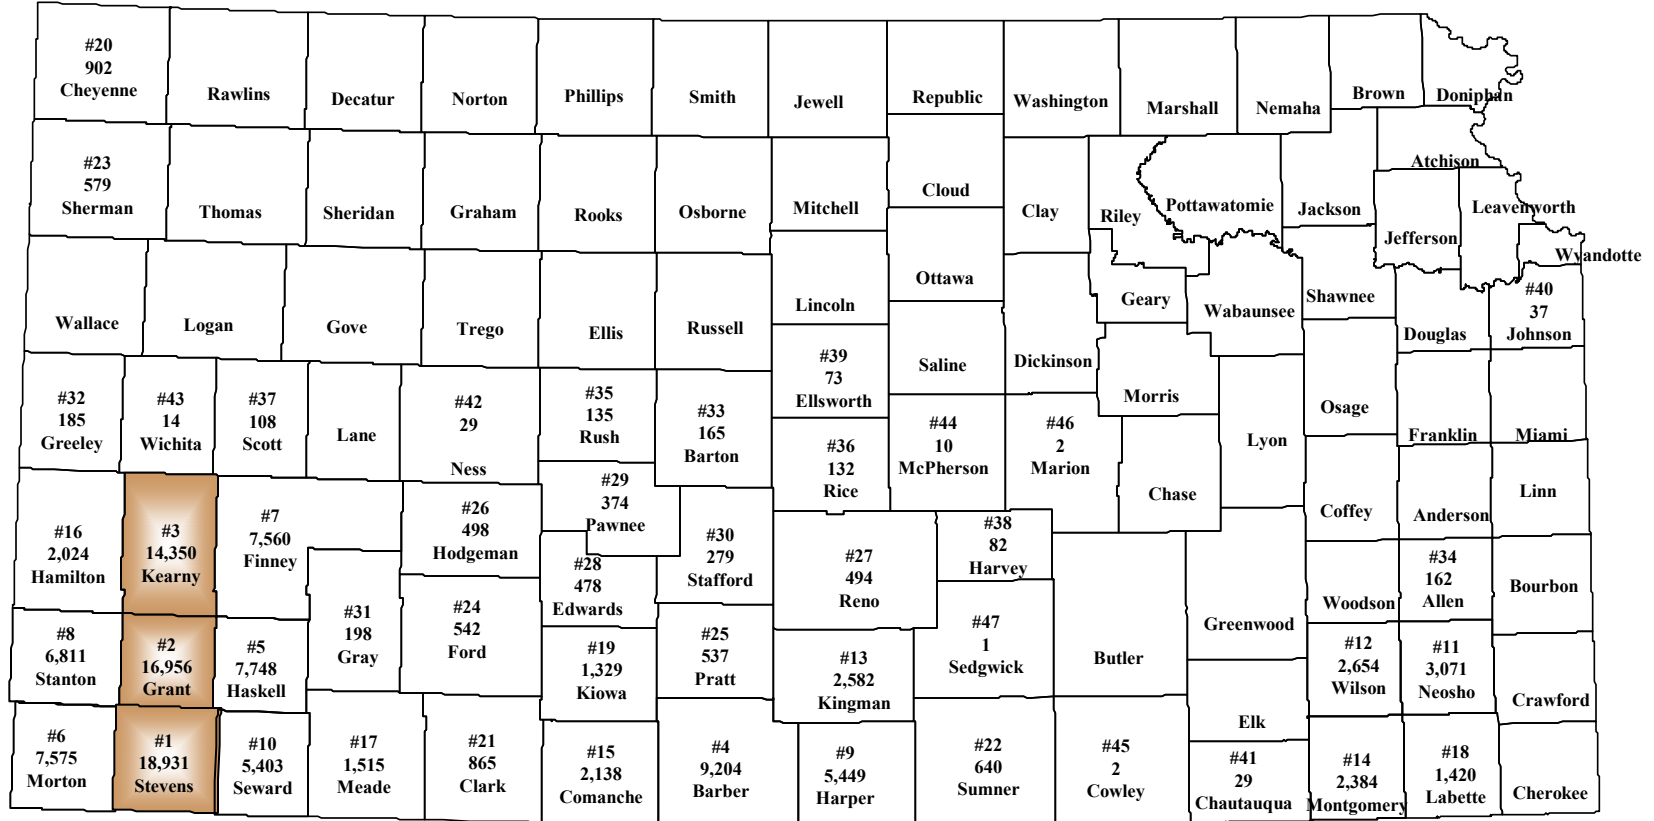 #20
902
Cheyenne
Rawlins
Decatur
Norton
Phillips
Smith
Jewell
Republic
Washington
Marshall
Nemaha
Brown
Doniphan
#23
579
Sherman
Thomas
Sheridan
Graham
Rooks
Osborne
Mitchell
Cloud
Clay
Riley
Pottawatomie
Jackson
Atchison
Jefferson
Leavenworth
Wyandotte
Wallace
Logan
Gove
Trego
Ellis
Russell
Lincoln
Ottawa
Saline
Dickinson
Geary
Wabaunsee
Shawnee
Douglas
#40
37
Johnson
#32
185
Greeley
#43
14
Wichita
#37
108
Scott
Lane
#42
29
Ness
#35
135
Rush
#33
165
Barton
#39
73
Ellsworth
#36
132
Rice
#44
10
McPherson
#46
2
Marion
Morris
Chase
Lyon
Osage
Franklin
Miami
Coffey
Anderson
Linn
#16
2,024
Hamilton
#3
14,350
Kearny
#7
7,560
Finney
#26
498
Hodgeman
#29
374
Pawnee
#28
478
Edwards
#30
279
Stafford
#27
494
Reno
#38
82
Harvey
#47
1
Sedgwick
Butler
Greenwood
Woodson
#34
162
Allen
Bourbon
#8
6,811
Stanton
#2
16,956
Grant
#5
7,748
Haskell
#31
198
Gray
#24
542
Ford
#19
1,329
Kiowa
#25
537
Pratt
#13
2,582
Kingman
Elk
#12
2,654
Wilson
#11
3,071
Neosho
Crawford
#6
7,575
Morton
#1
18,931
Stevens
#10
5,403
Seward
#17
1,515
Meade
#21
865
Clark
#15
2,138
Comanche
#4
9,204
Barber
#9
5,449
Harper
#22
640
Sumner
#45
2
Cowley
#41
29
Chautauqua
#14
2,384
Montgomery
#18
1,420
Labette
Cherokee